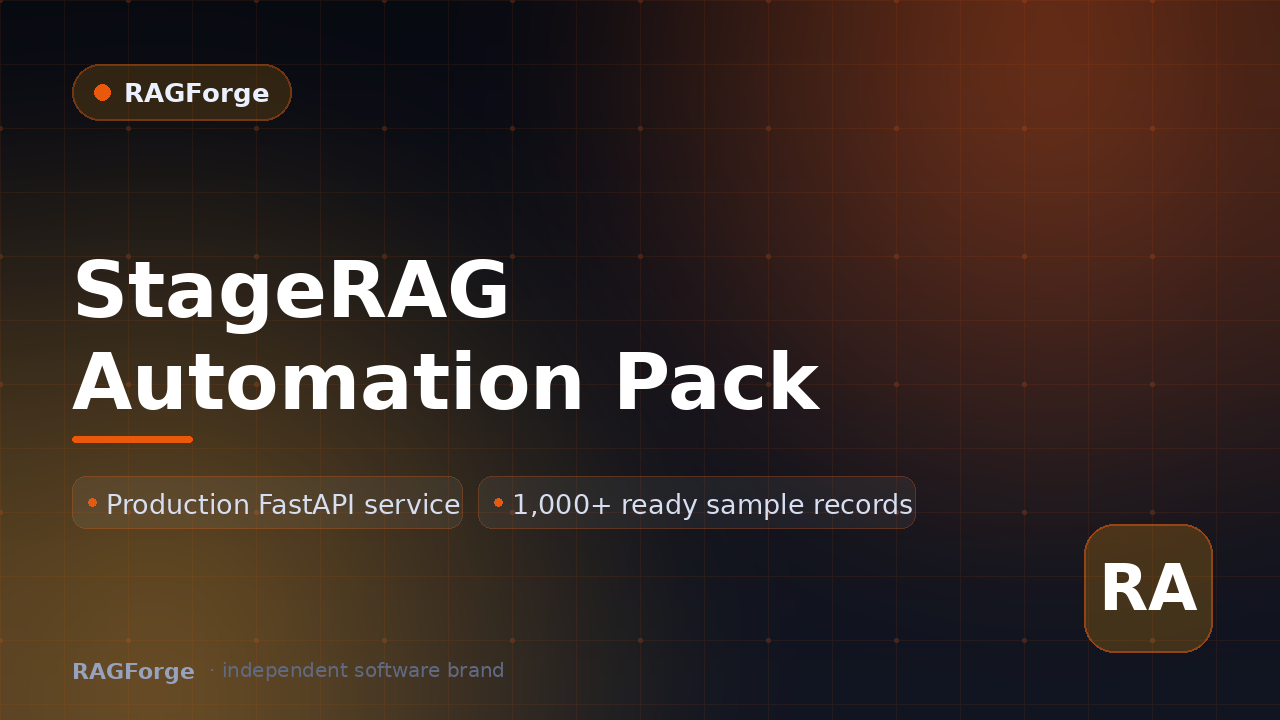 RAGForge
StageRAG
Automation Pack
Production FastAPI service
1,000+ ready sample records
RA
RAGForge · independent software brand